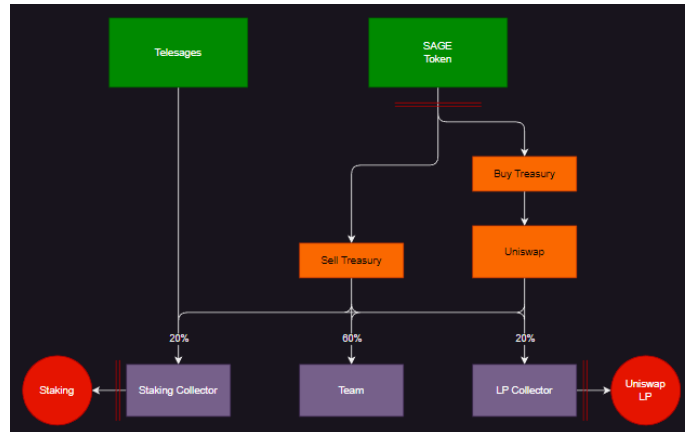 Telesages
SAGE
Token
Buy Treasury
Sell Treasury
Uniswap
20%
60%
20%
Staking
Staking Collector
Team
LP Collector
Uniswap
LP